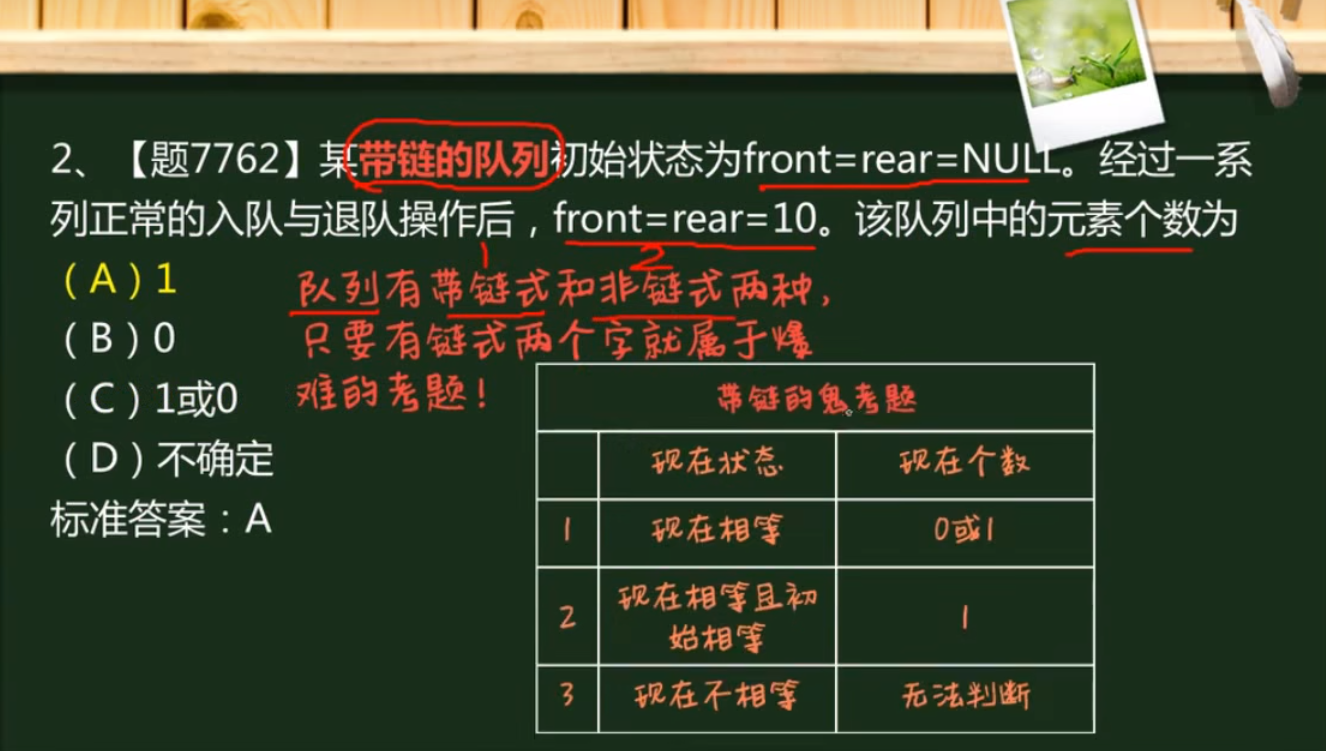 2、【题7762】某带链的队列初始状态为front=rear=NULL。经过一系
列正常的入队与退队操作后，front=rear=10。该队列中的元素个数为
（A）1
（B）0
（C）1或0
（D）不确定
标准答案：A
1 2
队列有带链式和非链式两种，
只要有链式两个字就属于爆
难的考题！
带链的鬼考题
现在状态 现在个数
1 现在相等 0或1
2 现在相等且初
始相等 1
3 现在不相等 无法判断